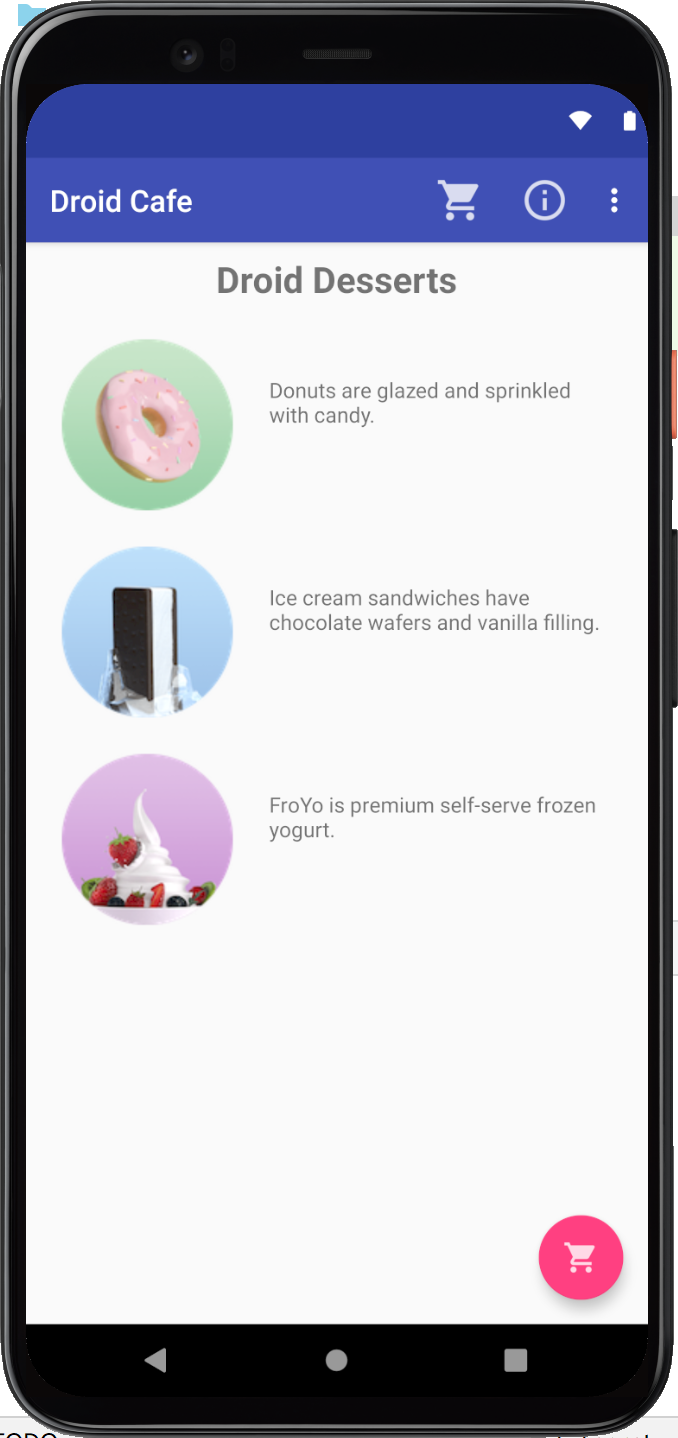 Droid Cafe
Droid Desserts
Donuts are glazed and sprinkled
with candy.
Ice cream sandwiches have
chocolate wafers and vanilla filling.
FroYo is premium self-serve frozen
yogurt.
TODO